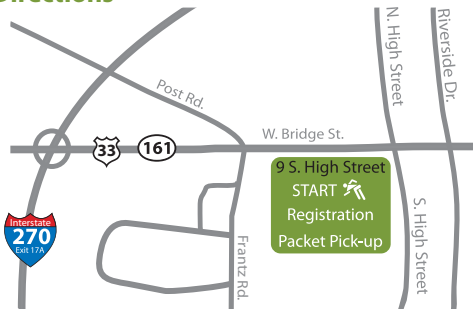 Directions
N. High Street
Riverside Dr.
Post Rd.
W. Bridge St.
33
161
9 S. High Street
START
Registration
Packet Pick-up
Interstate
270
Exit 17A
Frantz Rd.
S. High Street